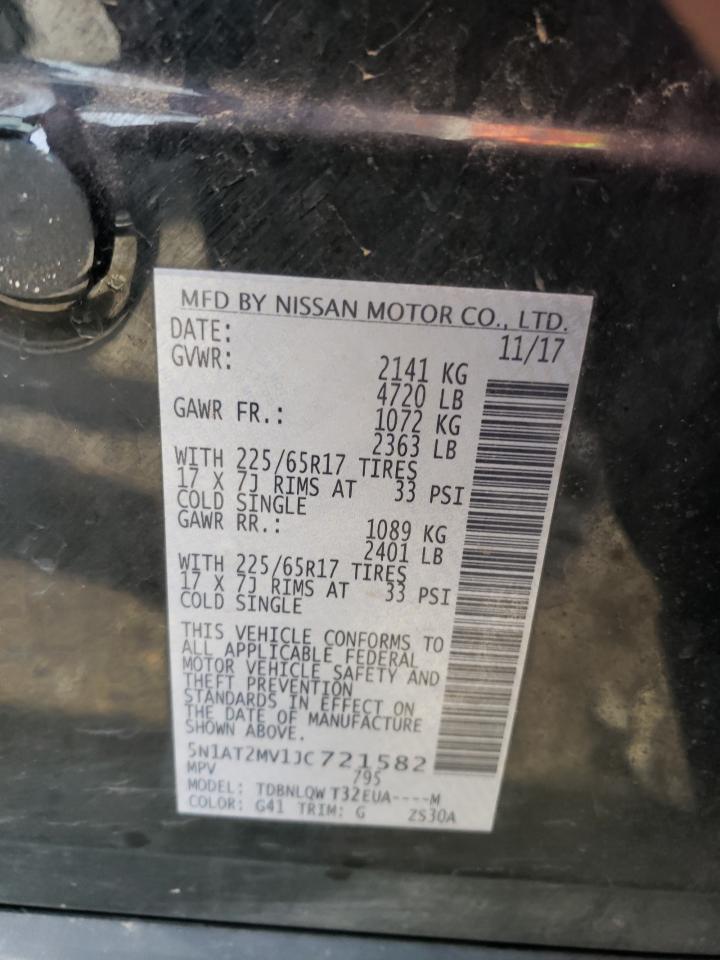 MFD BY NISSAN MOTOR CO., LTD.
DATE: 11/17
GVWR: 2141 KG
4720 LB
GAWR FR.: 1072 KG
2363 LB
WITH 225/65R17 TIRES
17 X 7J RIMS AT 33 PSI
COLD SINGLE
GAWR RR.: 1089 KG
2401 LB
WITH 225/65R17 TIRES
17 X 7J RIMS AT 33 PSI
COLD SINGLE
THIS VEHICLE CONFORMS TO
ALL APPLICABLE FEDERAL
MOTOR VEHICLE SAFETY AND
THEFT PREVENTION
STANDARDS IN EFFECT ON
THE DATE OF MANUFACTURE
SHOWN ABOVE.
5N1AT2MV1JC721582
MPV 795
MODEL: TDBNLQW T32EUA----M
COLOR: G41 TRIM: G ZS30A